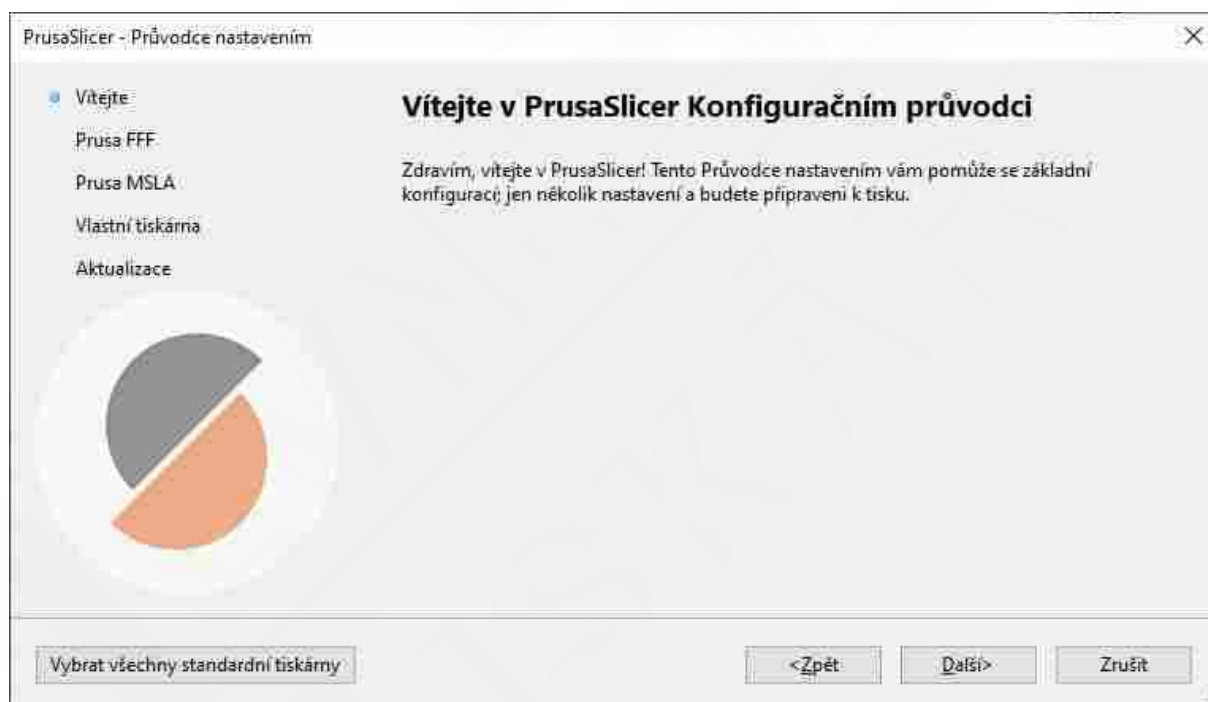 PrusaSlicer - Průvodce nastavením
Vítejte
Prusa FFF
Prusa MSLA
Vlastní tiskárna
Aktualizace
Vítejte v PrusaSlicer Konfiguračním průvodci
Zdravím, vítejte v PrusaSlicer! Tento Průvodce nastavením vám pomůže se základní
konfigurací; jen několik nastavení a budete připraveni k tisku.
Vybrat všechny standardní tiskárny
<Zpět
Další>
Zrušit